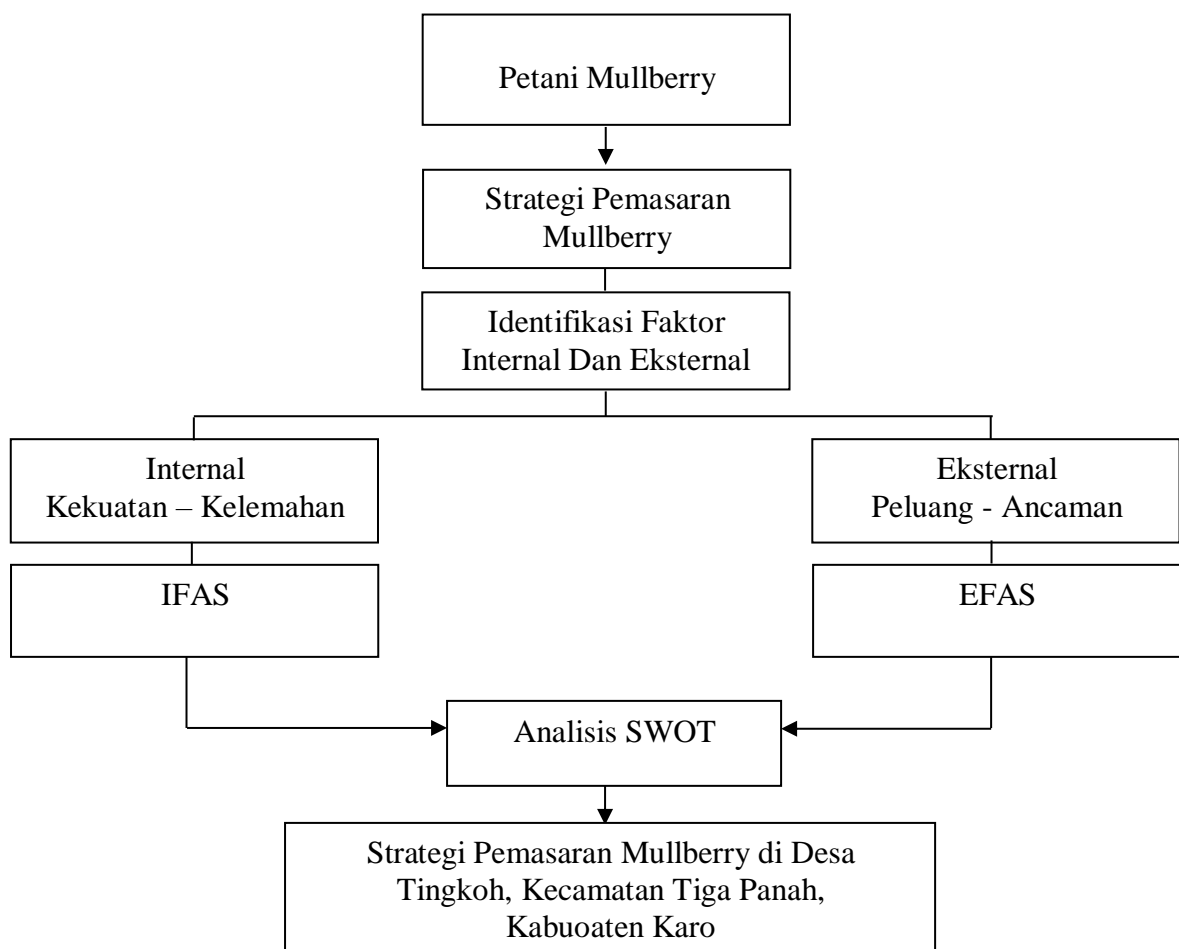 Petani Mullberry
Strategi Pemasaran
Mullberry
Identifikasi Faktor
Internal Dan Eksternal
Internal
Kekuatan – Kelemahan
Eksternal
Peluang - Ancaman
IFAS
EFAS
Analisis SWOT
Strategi Pemasaran Mullberry di Desa
Tingkoh, Kecamatan Tiga Panah,
Kabuoaten Karo